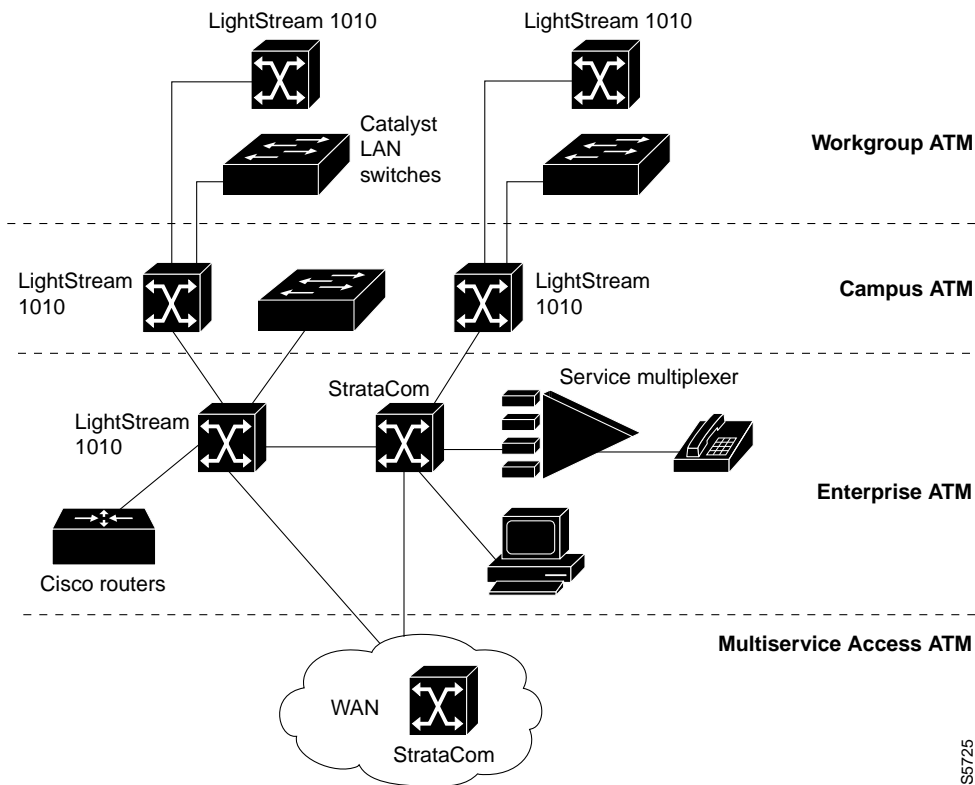 LightStream 1010
LightStream 1010
Catalyst
LAN
switches
Workgroup ATM
LightStream
1010
LightStream
1010
Campus ATM
StrataCom
Service multiplexer
LightStream
1010
Enterprise ATM
Cisco routers
Multiservice Access ATM
WAN
StrataCom
S5725